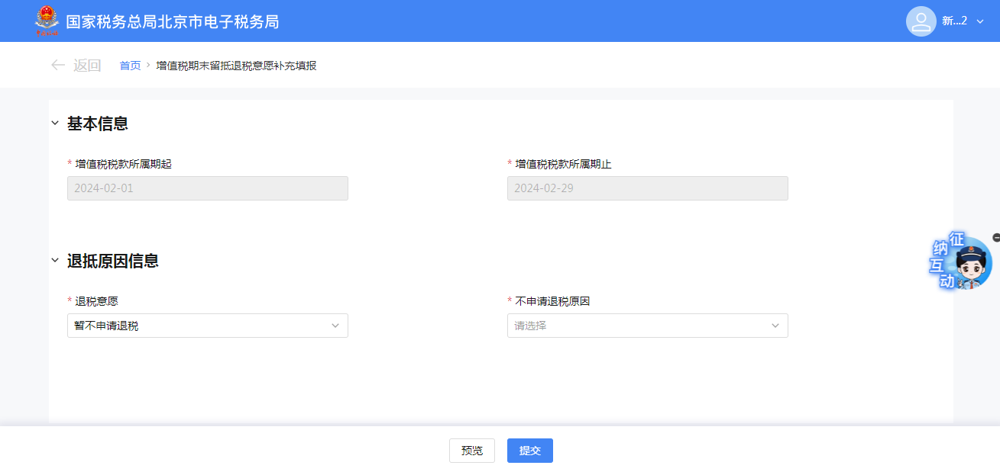 国家税务总局北京市电子税务局
新...2
返回 首页 > 增值税期末留抵退税意愿补充填报
基本信息
* 增值税税款所属期起 * 增值税税款所属期止
2024-02-01 2024-02-29
征纳互动
退抵原因信息
* 退税意愿 * 不申请退税原因
暂不申请退税 请选择
预览 提交